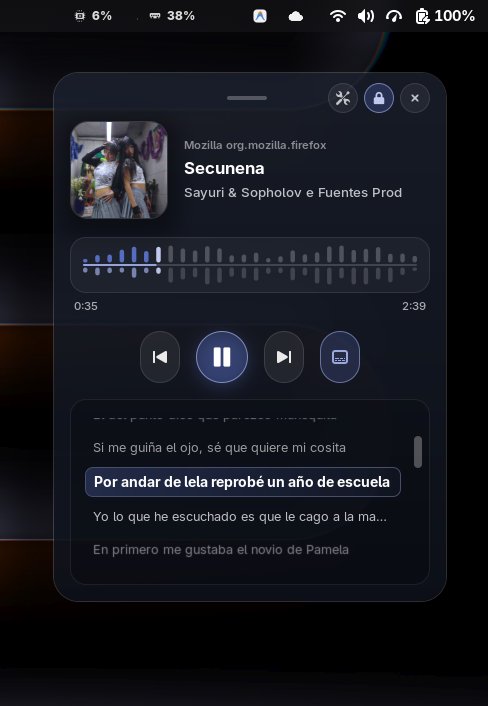 6%
38%
100%
Mozilla org.mozilla.firefox
Secunena
Sayuri & Sopholov e Fuentes Prod
0:35
2:39
Si me guiña el ojo, sé que quiere mi cosita
Por andar de lela reprobé un año de escuela
Yo lo que he escuchado es que le cago a la ma...
En primero me gustaba el novio de Pamela